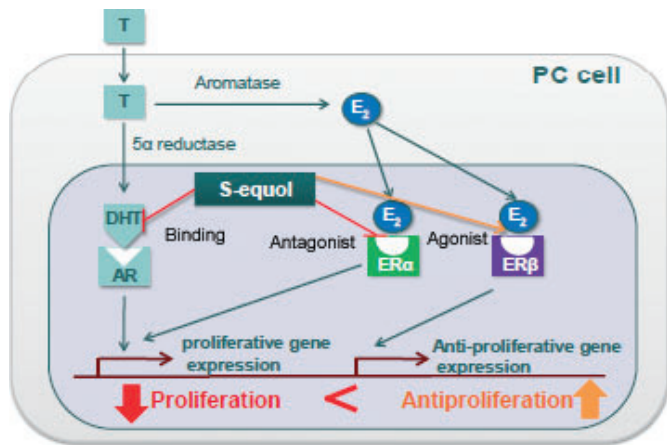 T
PC cell
T
Aromatase
E₂
5α reductase
S-equol
DHT
E₂
E₂
Binding
Antagonist
Agonist
AR
ERα
ERβ
proliferative gene
expression
Anti-proliferative gene
expression
Proliferation
<
Antiproliferation